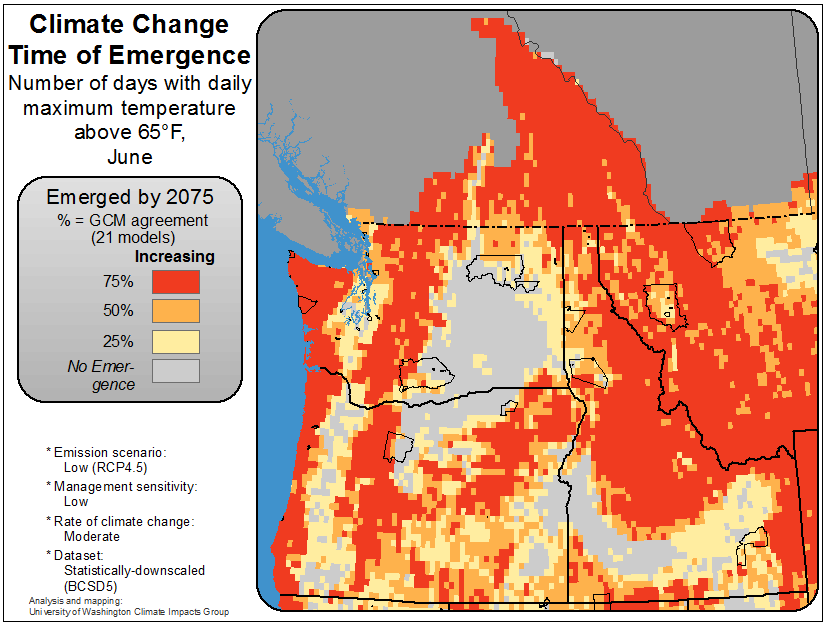 Climate Change
Time of Emergence
Number of days with daily
maximum temperature
above 65°F,
June
Emerged by 2075
% = GCM agreement
(21 models)
Increasing
75%
50%
25%
No Emer-
gence
* Emission scenario:
Low (RCP4.5)
* Management sensitivity:
Low
* Rate of climate change:
Moderate
* Dataset:
Statistically-downscaled
(BCSD5)
Analysis and mapping:
University of Washington Climate Impacts Group